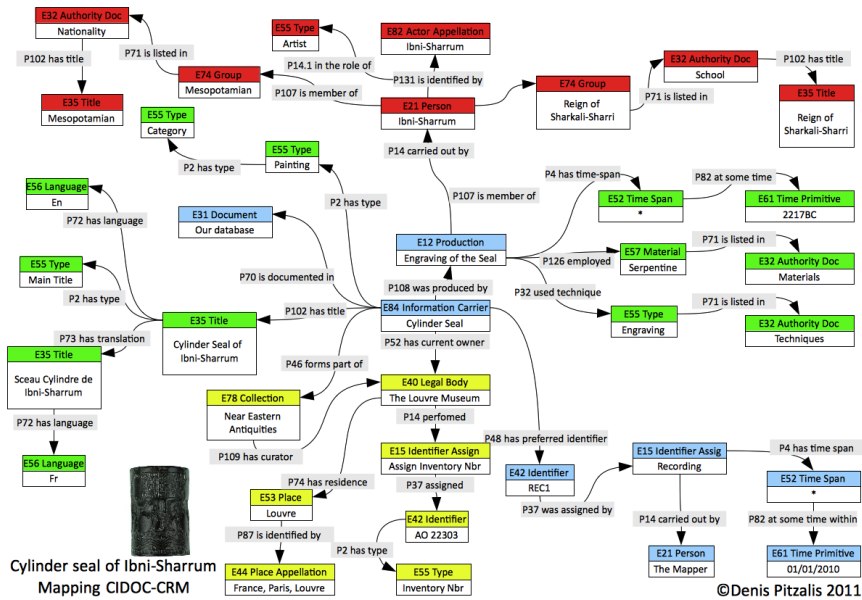 E32 Authority Doc
Nationality
P102 has title
P71 is listed in
E35 Title
Mesopotamian
E74 Group
Mesopotamian
E55 Type
Artist
P14.1 in the role of
P107 is member of
E82 Actor Appellation
Ibni-Sharrum
P131 is identified by
E21 Person
Ibni-Sharrum
E74 Group
Reign of
Sharkali-Sharri
P71 is listed in
E32 Authority Doc
School
P102 has title
E35 Title
Reign of
Sharkali-Sharri
E55 Type
Category
P2 has type
E55 Type
Painting
P14 carried out by
P107 is member of
P2 has type
E56 Language
En
P72 has language
E31 Document
Our database
P70 is documented in
E12 Production
Engraving of the Seal
P108 was produced by
P4 has time-span
E52 Time Span
*
P82 at some time
E61 Time Primitive
2217BC
P126 employed
E57 Material
Serpentine
P71 is listed in
E32 Authority Doc
Materials
P32 used technique
E55 Type
Engraving
P71 is listed in
E32 Authority Doc
Techniques
E55 Type
Main Title
P2 has type
P73 has translation
E35 Title
Cylinder Seal of
Ibni-Sharrum
P102 has title
E84 Information Carrier
Cylinder Seal
E35 Title
Sceau Cylindre de
Ibni-Sharrum
P72 has language
E56 Language
Fr
P46 forms part of
P52 has current owner
E78 Collection
Near Eastern
Antiquities
P109 has curator
E40 Legal Body
The Louvre Museum
P14 perfomed
E15 Identifier Assign
Assign Inventory Nbr
P74 has residence
P37 assigned
E53 Place
Louvre
P87 is identified by
E44 Place Appellation
France, Paris, Louvre
E42 Identifier
AO 22303
P2 has type
E55 Type
Inventory Nbr
P48 has preferred identifier
E42 Identifier
REC1
P37 was assigned by
E15 Identifier Assig
Recording
P4 has time span
E52 Time Span
*
P14 carried out by
P82 at some time within
E21 Person
The Mapper
E61 Time Primitive
01/01/2010
Cylinder seal of Ibni-Sharrum
Mapping CIDOC-CRM
©Denis Pitzalis 2011